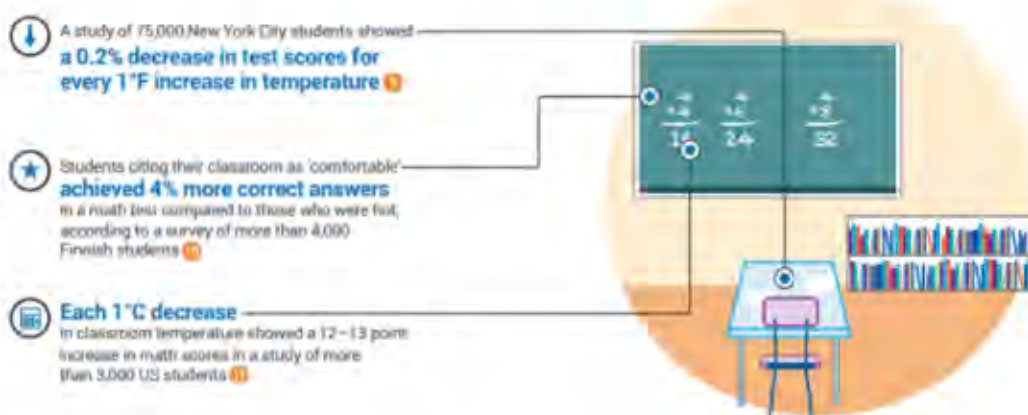 A study of 75,000 New York City students showed
a 0.2% decrease in test scores for
every 1°F increase in temperature
Students citing their classroom as 'comfortable'
achieved 4% more correct answers
in a math test compared to those who were hot,
according to a survey of more than 4,000
Finnish students
Each 1°C decrease
in classroom temperature showed a 12–13 point
increase in math scores in a study of more
than 3,000 US students
24
32